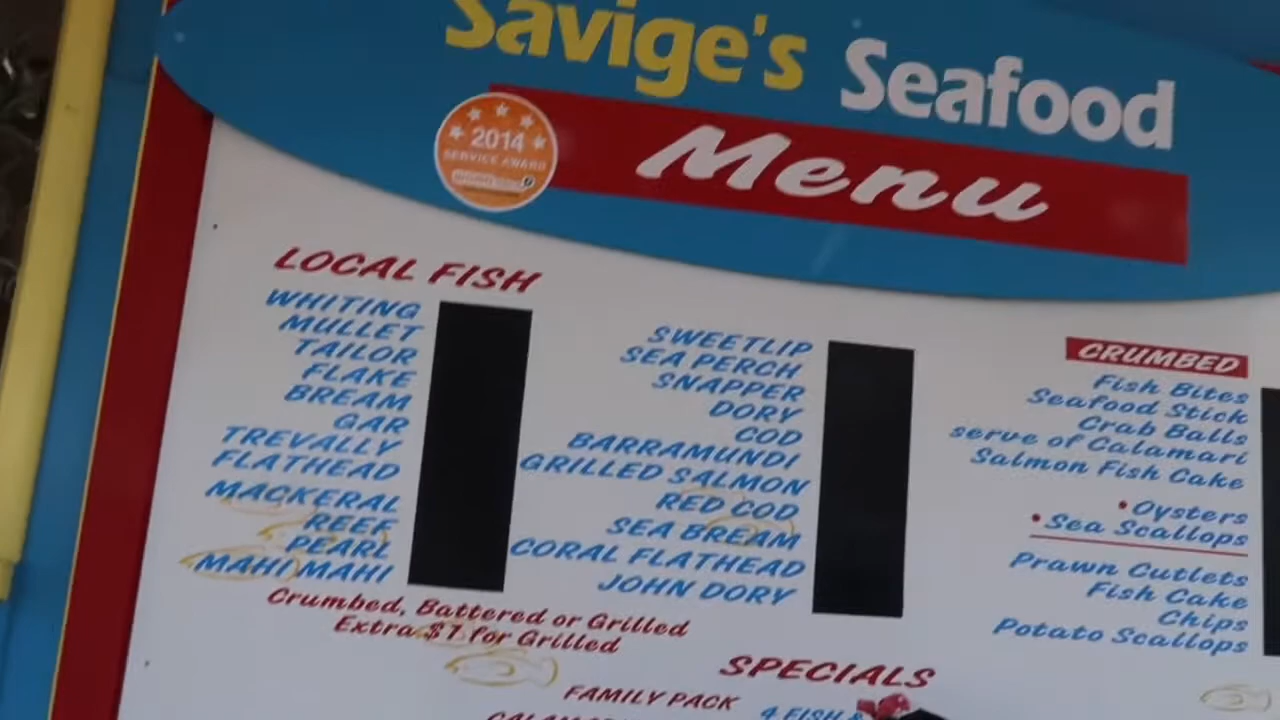 Savige's Seafood
Menu
2014
SERVICE AWARD
LOCAL FISH
WHITING
MULLET
TAILOR
FLAKE
BREAM
GAR
TREVALLY
FLATHEAD
MACKERAL
REEF
PEARL
MAHI MAHI
SWEETLIP
SEA PERCH
SNAPPER
DORY
COD
BARRAMUNDI
GRILLED SALMON
RED COD
SEA BREAM
CORAL FLATHEAD
JOHN DORY
Crumbed, Battered or Grilled
Extra $1 for Grilled
CRUMBED
Fish Bites
Seafood Stick
Crab Balls
serve of Calamari
Salmon Fish Cake
• Oysters
• Sea Scallops
Prawn Cutlets
Fish Cake
Chips
Potato Scallops
SPECIALS
FAMILY PACK
4 FISH &